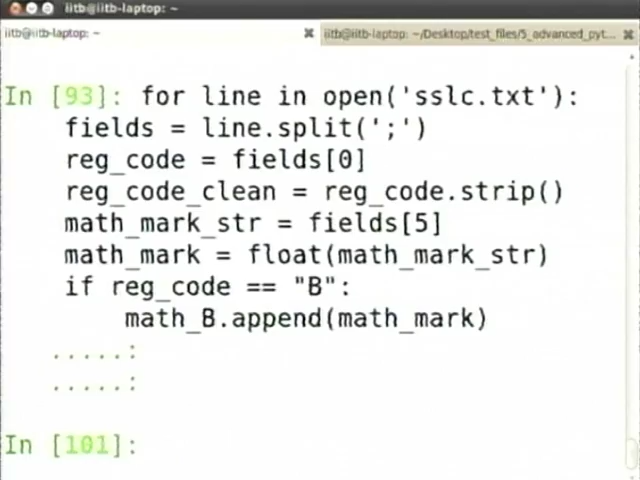 iitb@iitb-laptop: ~
iitb@iitb-laptop: ~
iitb@iitb-laptop: ~/Desktop/test_files/5_advanced_pyt...
In [93]: for line in open('sslc.txt'):
fields = line.split(';')
reg_code = fields[0]
reg_code_clean = reg_code.strip()
math_mark_str = fields[5]
math_mark = float(math_mark_str)
if reg_code == "B":
math_B.append(math_mark)
.....:
.....:
In [101]: